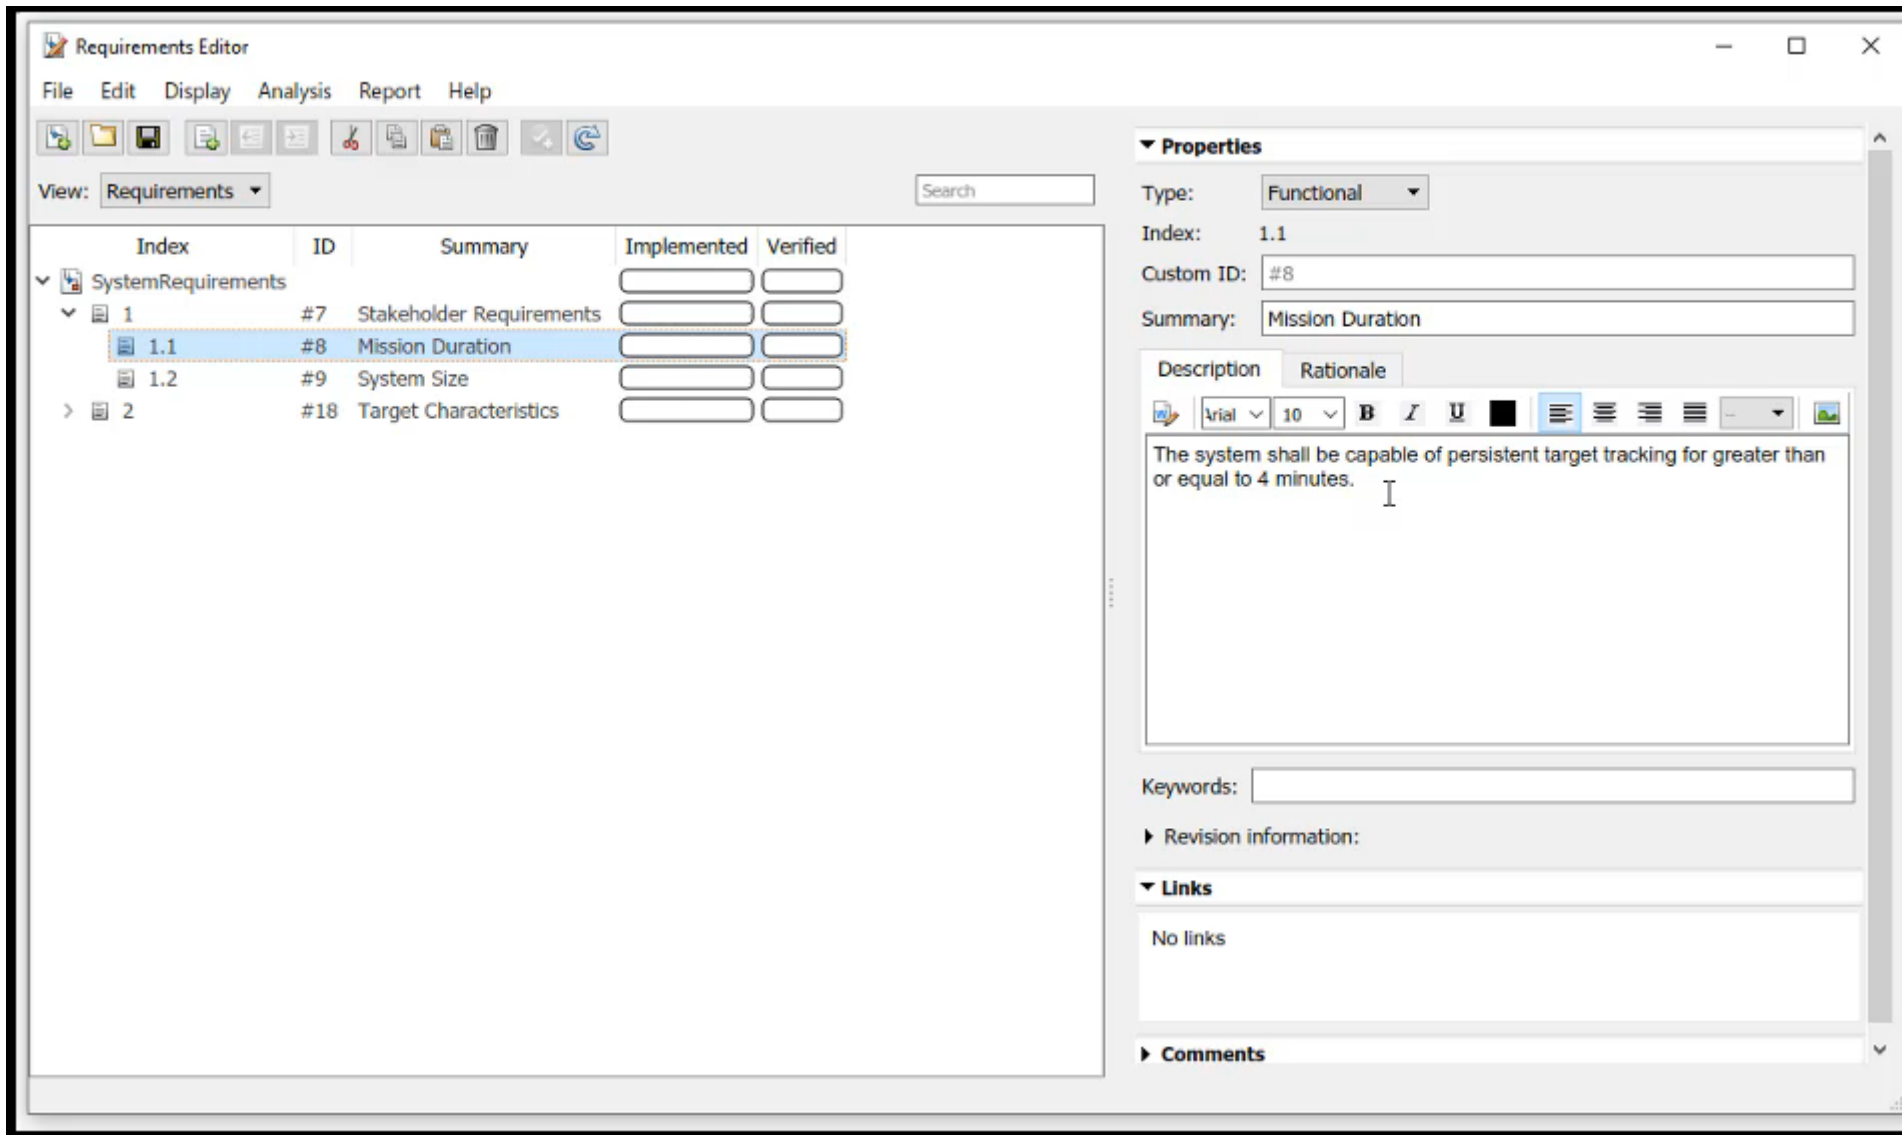 Requirements Editor
File Edit Display Analysis Report Help
View: Requirements
Search
Index ID Summary Implemented Verified
SystemRequirements
1 #7 Stakeholder Requirements
1.1 #8 Mission Duration
1.2 #9 System Size
2 #18 Target Characteristics
Properties
Type: Functional
Index: 1.1
Custom ID: #8
Summary: Mission Duration
Description Rationale
Arial 10 B I U
The system shall be capable of persistent target tracking for greater than
or equal to 4 minutes.
Keywords:
Revision information:
Links
No links
Comments